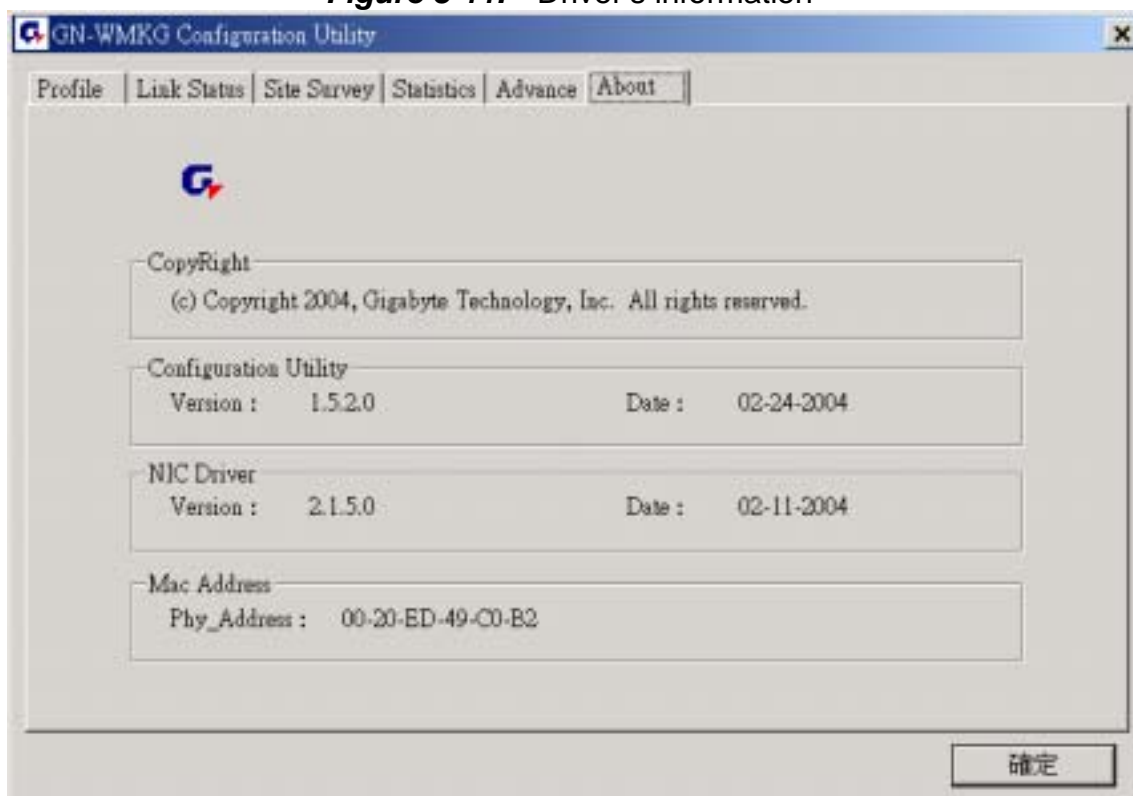 Driver's information
GN-WMKG Configuration Utility
Profile Link Status Site Survey Statistics Advance About
CopyRight
(c) Copyright 2004, Gigabyte Technology, Inc. All rights reserved.
Configuration Utility
Version : 1.5.2.0 Date : 02-24-2004
NIC Driver
Version : 2.1.5.0 Date : 02-11-2004
Mac Address
Phy_Address : 00-20-ED-49-C0-B2
確定